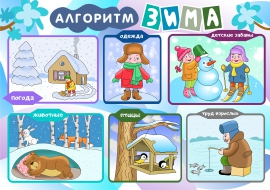 АЛГОРИТМ ЗИМА
погода
одежда
детские забавы
животные
птицы
труд взрослых